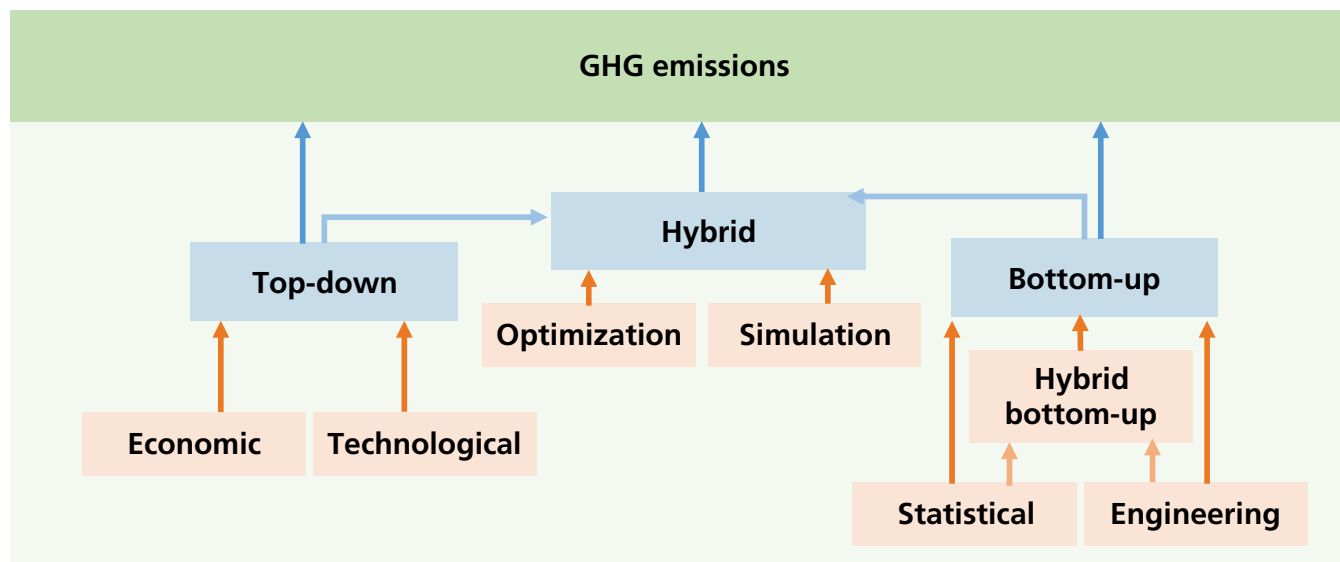 GHG emissions
Hybrid
Top-down
Bottom-up
Optimization
Simulation
Hybrid
bottom-up
Economic
Technological
Statistical
Engineering